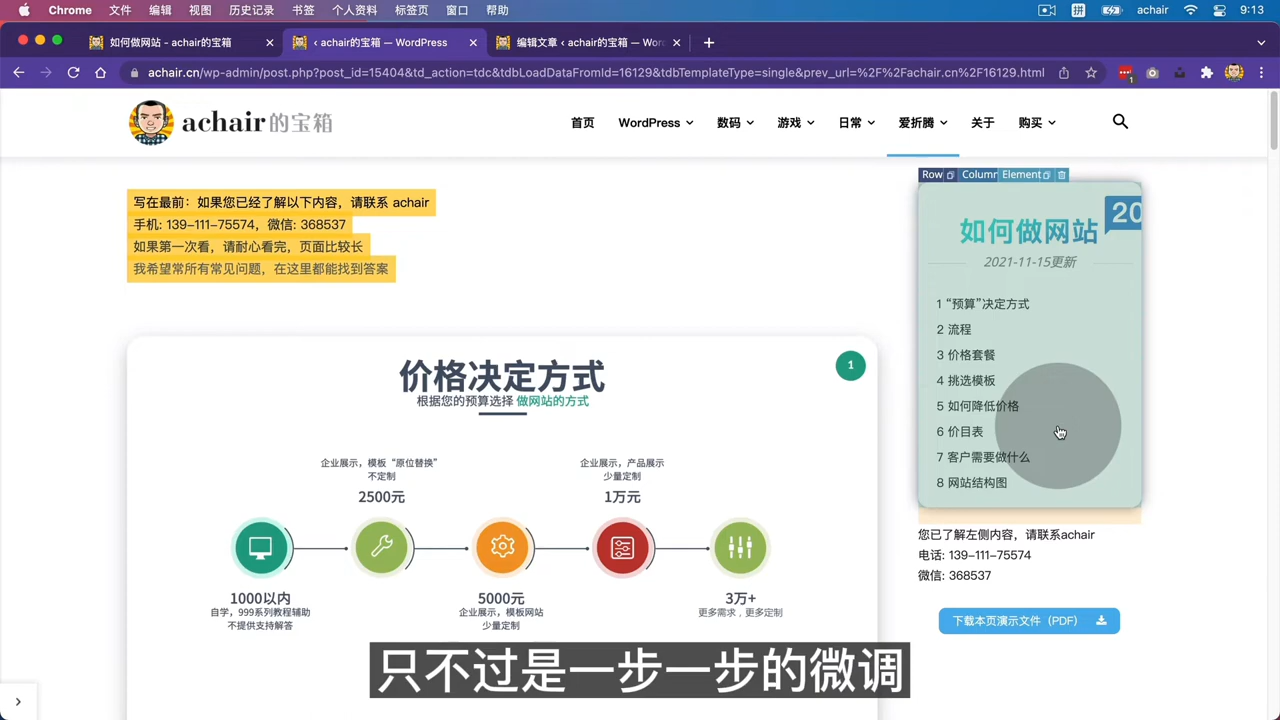 Chrome 文件 编辑 视图 历史记录 书签 个人资料 标签页 窗口 帮助 拼 achair 9:13
如何做网站 - achair的宝箱
‹ achair的宝箱 — WordPress
编辑文章 ‹ achair的宝箱 — Wor
achair.cn/wp-admin/post.php?post_id=15404&td_action=tdc&tdbLoadDataFromId=16129&tdbTemplateType=single&prev_url=%2F%2Fachair.cn%2F16129.html
achair的宝箱
首页 WordPress 数码 游戏 日常 爱折腾 关于 购买
写在最前：如果您已经了解以下内容，请联系 achair
手机: 139-111-75574，微信: 368537
如果第一次看，请耐心看完，页面比较长
我希望常所有常见问题，在这里都能找到答案
Row Column Element
20
如何做网站
2021-11-15更新
1 “预算”决定方式
2 流程
3 价格套餐
4 挑选模板
5 如何降低价格
6 价目表
7 客户需要做什么
8 网站结构图
您已了解左侧内容，请联系achair
电话: 139-111-75574
微信: 368537
下载本页演示文件（PDF）
价格决定方式
1
根据您的预算选择 做网站的方式
企业展示，模板“原位替换”
不定制
2500元
企业展示，产品展示
少量定制
1万元
1000以内
自学，999系列教程辅助
不提供支持解答
5000元
企业展示，模板网站
少量定制
3万+
更多需求，更多定制
只不过是一步一步的微调